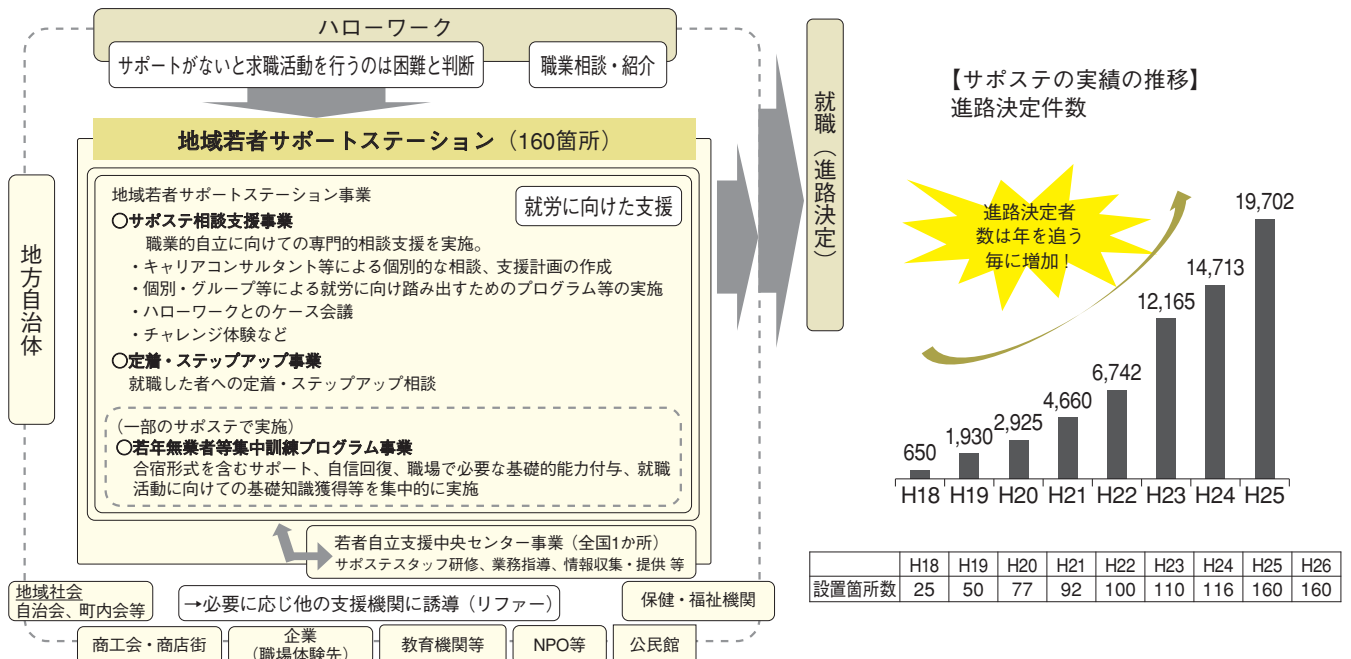 ハローワーク
サポートがないと求職活動を行うのは困難と判断
職業相談・紹介
地域若者サポートステーション（160箇所）
地方自治体
地域若者サポートステーション事業
就労に向けた支援
○サポステ相談支援事業
職業的自立に向けての専門的相談支援を実施。
・キャリアコンサルタント等による個別的な相談、支援計画の作成
・個別・グループ等による就労に向け踏み出すためのプログラム等の実施
・ハローワークとのケース会議
・チャレンジ体験など
○定着・ステップアップ事業
就職した者への定着・ステップアップ相談
（一部のサポステで実施）
○若年無業者等集中訓練プログラム事業
合宿形式を含むサポート、自信回復、職場で必要な基礎的能力付与、就職
活動に向けての基礎知識獲得等を集中的に実施
若者自立支援中央センター事業（全国1か所）
サポステスタッフ研修、業務指導、情報収集・提供 等
地域社会
自治会、町内会等
→必要に応じ他の支援機関に誘導（リファー）
保健・福祉機関
商工会・商店街
企業
（職場体験先）
教育機関等
NPO等
公民館
就職（進路決定）
【サポステの実績の推移】
進路決定件数
進路決定者
数は年を追う
毎に増加！
650
1,930
2,925
4,660
6,742
12,165
14,713
19,702
H18 H19 H20 H21 H22 H23 H24 H25
H18 H19 H20 H21 H22 H23 H24 H25 H26
設置箇所数 25 50 77 92 100 110 116 160 160